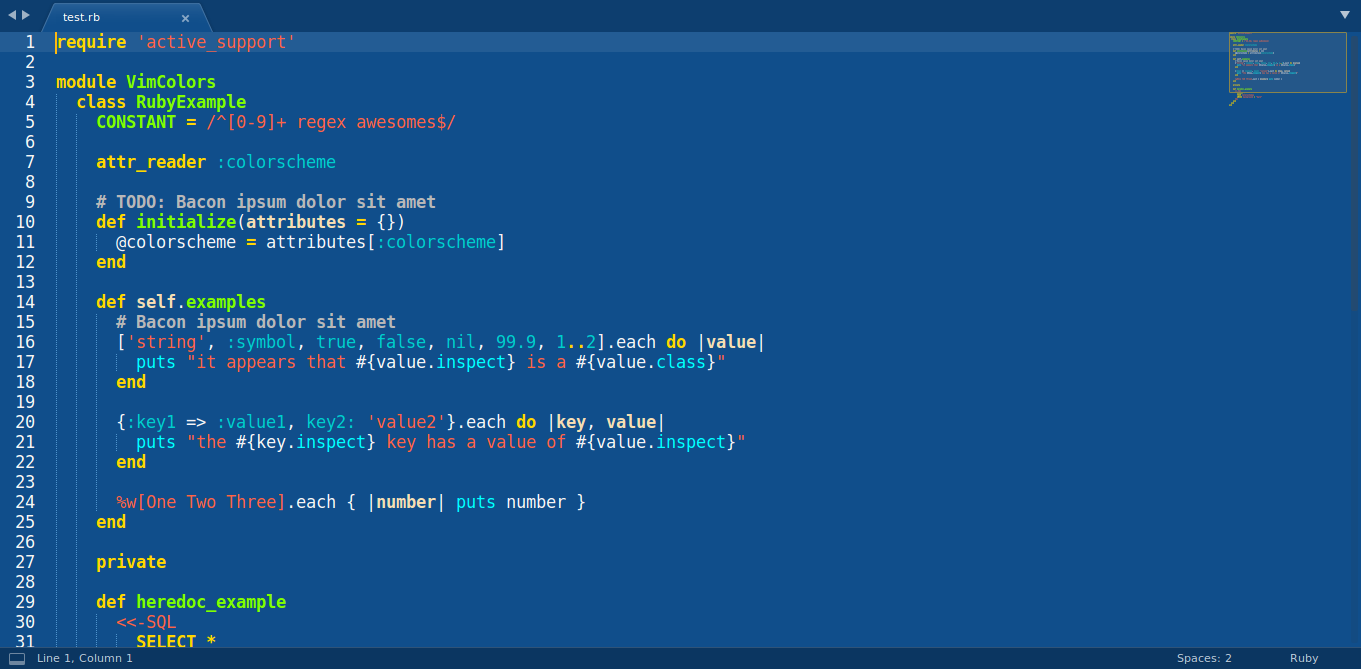 test.rb ×
1 require 'active_support'
2
3 module VimColors
4   class RubyExample
5     CONSTANT = /^[0-9]+ regex awesomes$/
6
7     attr_reader :colorscheme
8
9     # TODO: Bacon ipsum dolor sit amet
10     def initialize(attributes = {})
11       @colorscheme = attributes[:colorscheme]
12     end
13
14     def self.examples
15       # Bacon ipsum dolor sit amet
16       ['string', :symbol, true, false, nil, 99.9, 1..2].each do |value|
17         puts "it appears that #{value.inspect} is a #{value.class}"
18       end
19
20       {:key1 => :value1, key2: 'value2'}.each do |key, value|
21         puts "the #{key.inspect} key has a value of #{value.inspect}"
22       end
23
24       %w[One Two Three].each { |number| puts number }
25     end
26
27     private
28
29     def heredoc_example
30       <<-SQL
31         SELECT *
Line 1, Column 1 Spaces: 2 Ruby